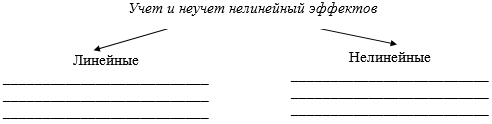 Учет и неучет нелинейный эффектов
Линейные
Нелинейные